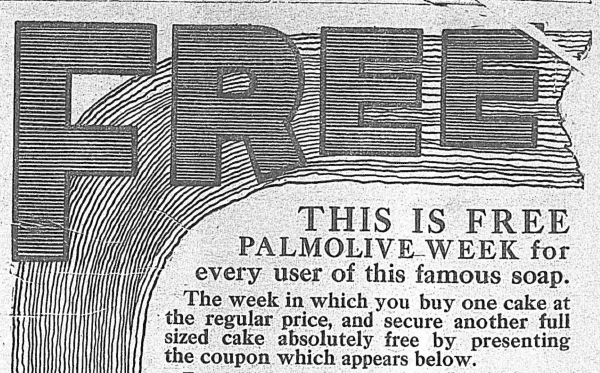 FREE
THIS IS FREE
PALMOLIVE WEEK for
every user of this famous soap.
The week in which you buy one cake at
the regular price, and secure another full
sized cake absolutely free by presenting
the coupon which appears below.